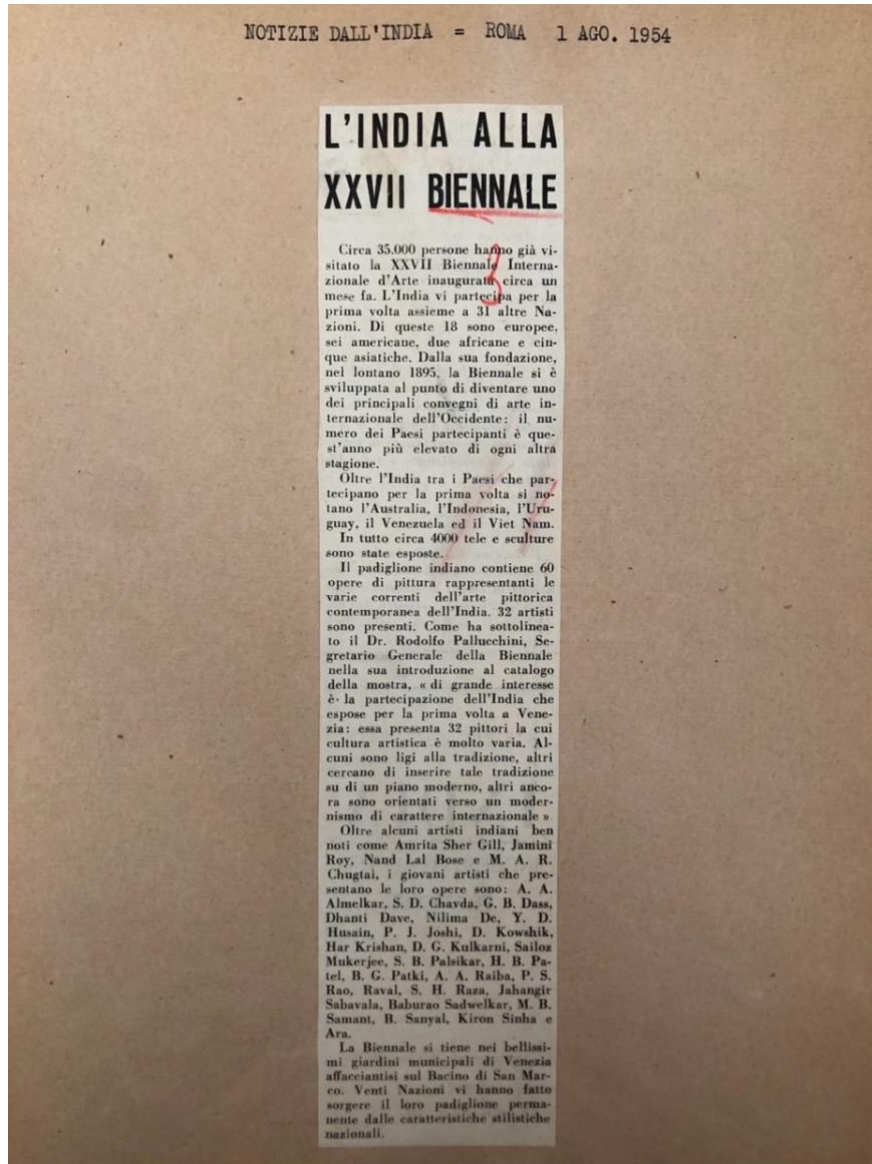 NOTIZIE DALL'INDIA = ROMA 1 AGO. 1954
L'INDIA ALLA
XXVII BIENNALE
Circa 35.000 persone hanno già vi-
sitato la XXVII Biennale Interna-
zionale d'Arte inaugurata circa un
mese fa. L'India vi partecipa per la
prima volta assieme a 31 altre Na-
zioni. Di queste 18 sono europee,
sei americane, due africane e cin-
que asiatiche. Dalla sua fondazione,
nel lontano 1895, la Biennale si è
sviluppata al punto di diventare uno
dei principali convegni di arte in-
ternazionale dell'Occidente: il nu-
mero dei Paesi partecipanti è que-
st'anno più elevato di ogni altra
stagione.
Oltre l'India tra i Paesi che par-
tecipano per la prima volta si no-
tano l'Australia, l'Indonesia, l'Uru-
guay, il Venezuela ed il Viet Nam.
In tutto circa 4000 tele e sculture
sono state esposte.
Il padiglione indiano contiene 60
opere di pittura rappresentanti le
varie correnti dell'arte pittorica
contemporanea dell'India. 32 artisti
sono presenti. Come ha sottolinea-
to il Dr. Rodolfo Pallucchini, Se-
gretario Generale della Biennale
nella sua introduzione al catalogo
della mostra, « di grande interesse
è la partecipazione dell'India che
espose per la prima volta a Vene-
zia: essa presenta 32 pittori la cui
cultura artistica è molto varia. Al-
cuni sono ligi alla tradizione, altri
cercano di inserire tale tradizione
su di un piano moderno, altri anco-
ra sono orientati verso un moder-
nismo di carattere internazionale »
Oltre alcuni artisti indiani ben
noti come Amrita Sher Gill, Jamini
Roy, Nand Lal Bose e M. A. R.
Chugtai, i giovani artisti che pre-
sentano le loro opere sono: A. A.
Almelkar, S. D. Chavda, G. B. Dass,
Dhanti Dave, Nilima De, Y. D.
Husain, P. J. Joshi, D. Kowshik,
Har Krishan, D. G. Kulkarni, Sailoz
Mukerjee, S. B. Palsikar, H. B. Pa-
tel, B. G. Patki, A. A. Raiba, P. S.
Rao, Raval, S. H. Raza, Jahangir
Sabavala, Baburao Sadwelkar, M. B.
Samant, B. Sanyal, Kiron Sinha e
Ara.
La Biennale si tiene nei bellissi-
mi giardini municipali di Venezia
affacciantisi sul Bacino di San Mar-
co. Venti Nazioni vi hanno fatto
sorgere il loro padiglione perma-
nente dalle caratteristiche stilistiche
nazionali.